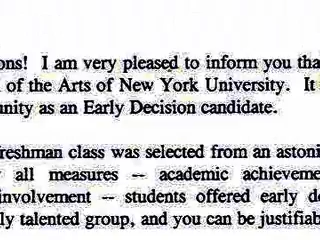 ons! I am very pleased to inform you tha
of the Arts of New York University. It
unity as an Early Decision candidate.
reshman class was selected from an astoni
all measures -- academic achieveme
involvement -- students offered early de
ly talented group, and you can be justifiab